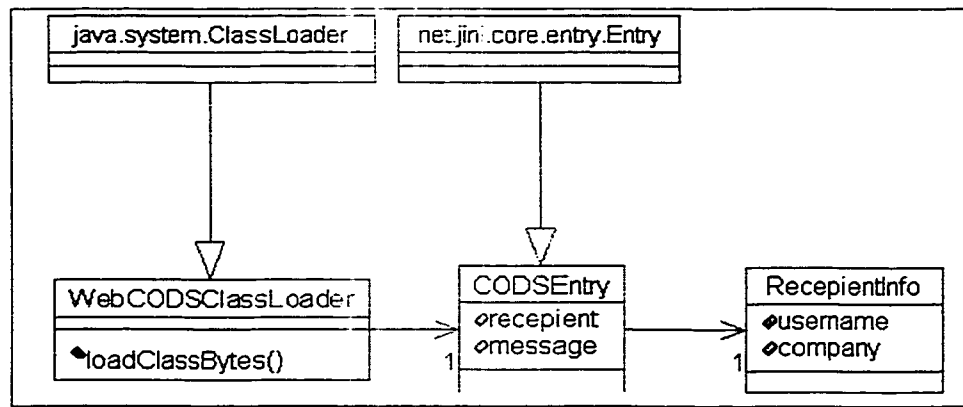 java.system.ClassLoader
net.jini.core.entry.Entry
WebCODSClassLoader
loadClassBytes()
1
CODSEntry
recepient
message
1
RecepientInfo
username
company